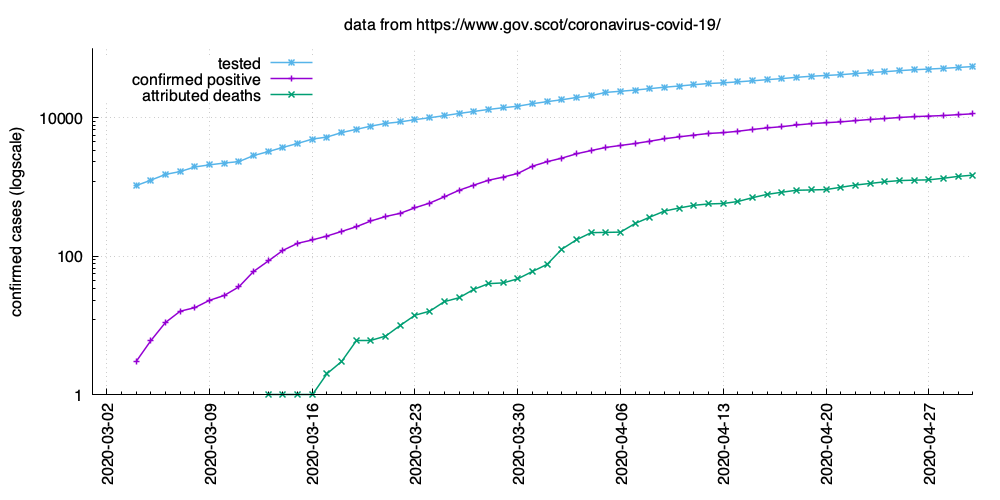 data from https://www.gov.scot/coronavirus-covid-19/
tested
confirmed positive
attributed deaths
confirmed cases (logscale)
10000
100
1
2020-03-02
2020-03-09
2020-03-16
2020-03-23
2020-03-30
2020-04-06
2020-04-13
2020-04-20
2020-04-27